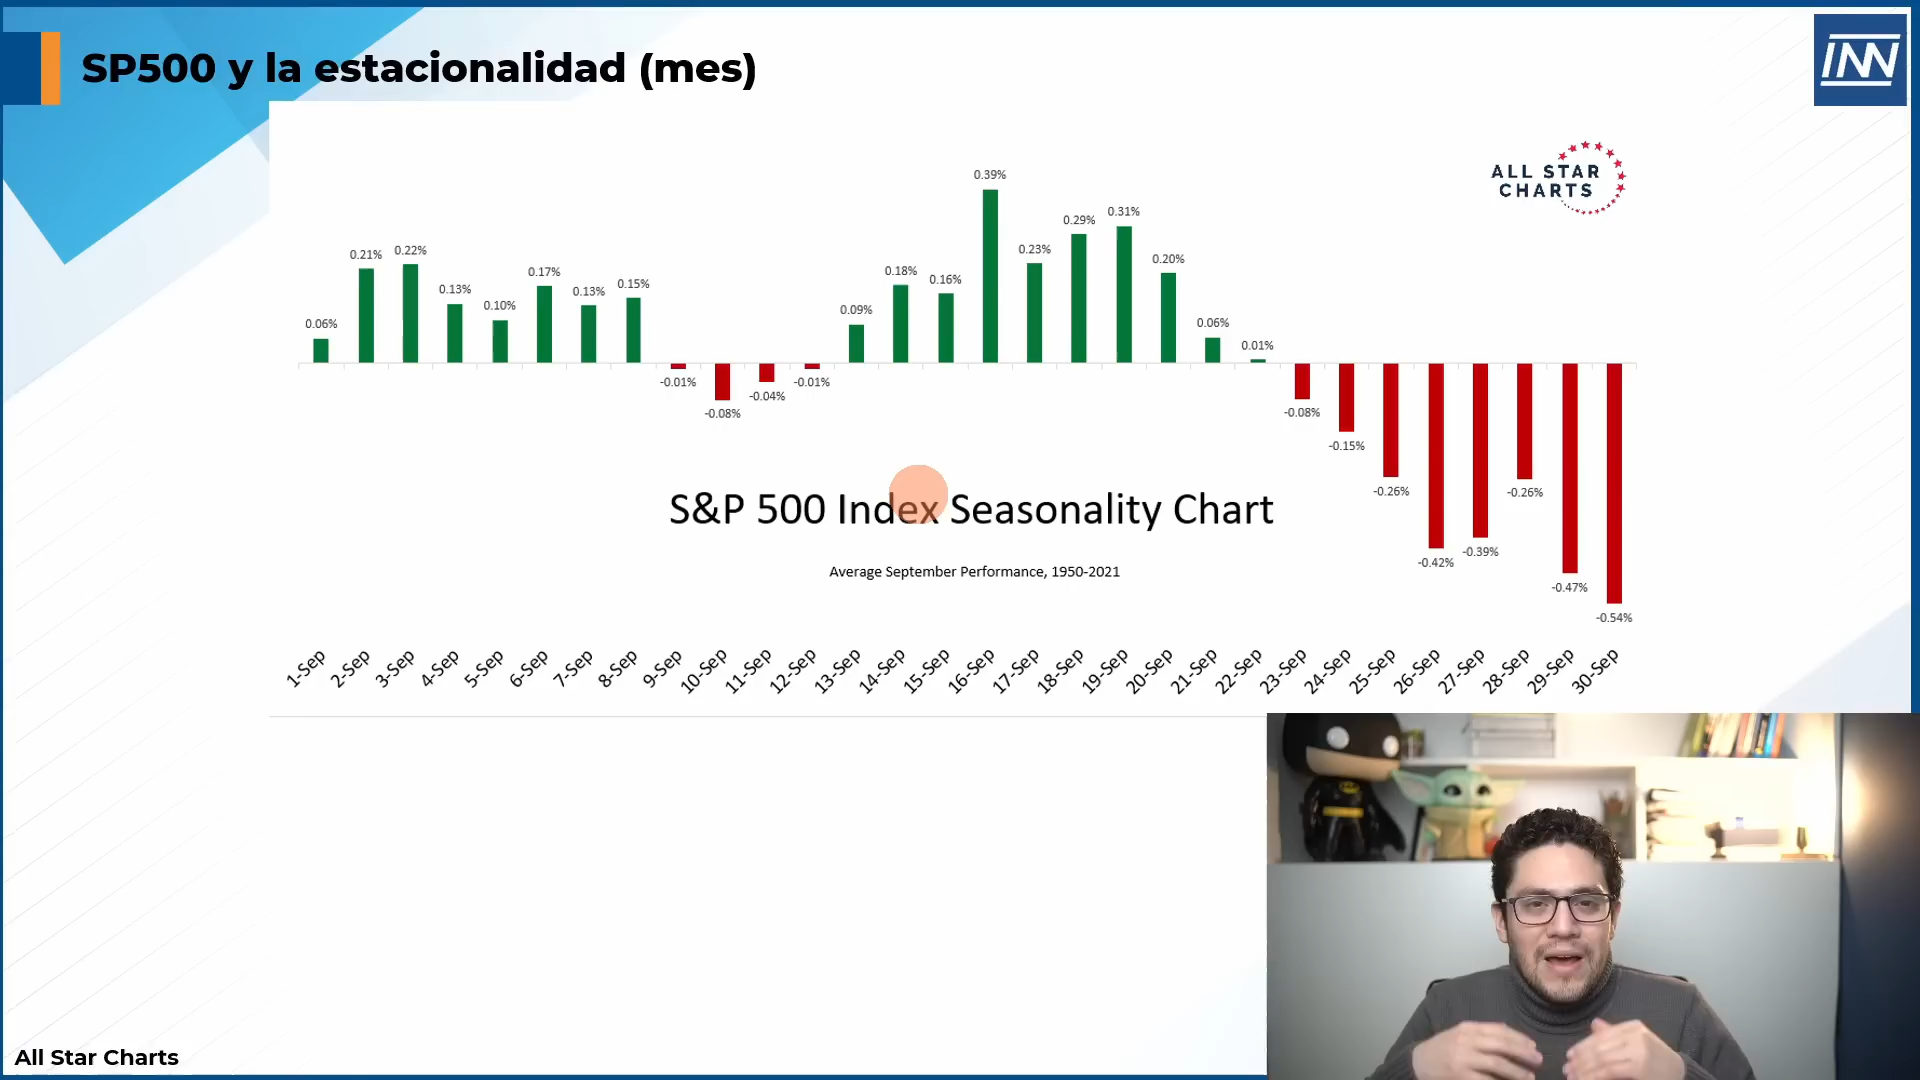 SP500 y la estacionalidad (mes)
INN
ALL STAR
CHARTS
0.06%
0.21%
0.22%
0.13%
0.10%
0.17%
0.13%
0.15%
-0.01%
-0.08%
-0.04%
-0.01%
0.09%
0.18%
0.16%
0.39%
0.23%
0.29%
0.31%
0.20%
0.06%
0.01%
-0.08%
-0.15%
-0.26%
-0.42%
-0.39%
-0.26%
-0.47%
-0.54%
S&P 500 Index Seasonality Chart
Average September Performance, 1950-2021
1-Sep
2-Sep
3-Sep
4-Sep
5-Sep
6-Sep
7-Sep
8-Sep
9-Sep
10-Sep
11-Sep
12-Sep
13-Sep
14-Sep
15-Sep
16-Sep
17-Sep
18-Sep
19-Sep
20-Sep
21-Sep
22-Sep
23-Sep
24-Sep
25-Sep
26-Sep
27-Sep
28-Sep
29-Sep
30-Sep
All Star Charts